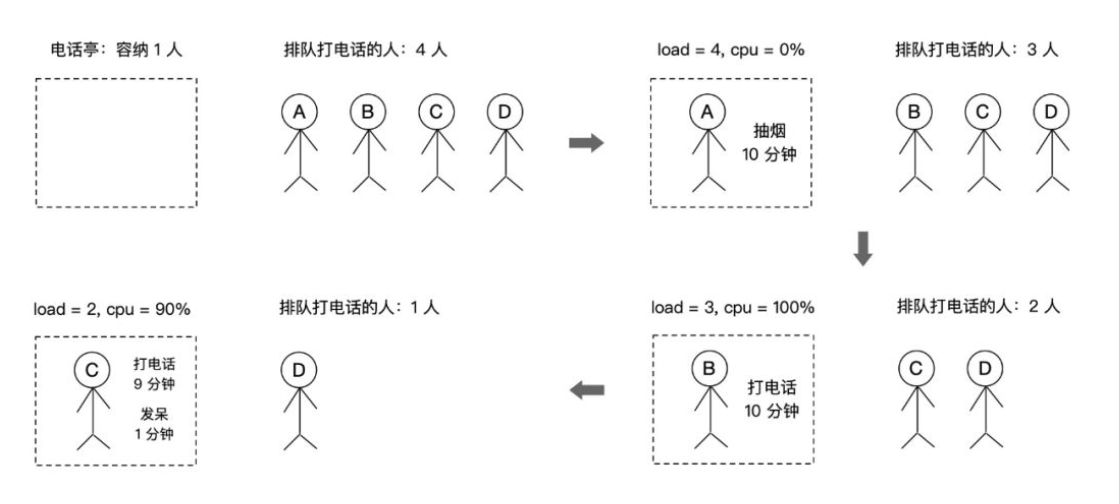 电话亭：容纳 1 人
排队打电话的人：4 人
A
B
C
D
load = 4, cpu = 0%
A
抽烟
10 分钟
排队打电话的人：3 人
B
C
D
load = 3, cpu = 100%
B
打电话
10 分钟
排队打电话的人：2 人
C
D
load = 2, cpu = 90%
C
打电话
9 分钟
发呆
1 分钟
排队打电话的人：1 人
D